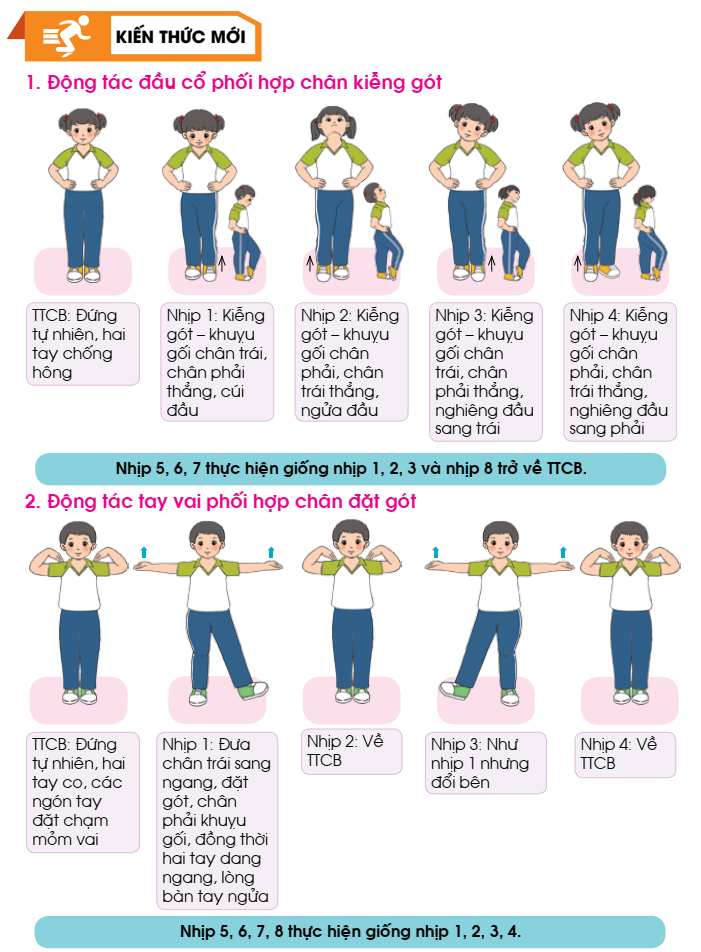 KIẾN THỨC MỚI
1. Động tác đầu cổ phối hợp chân kiễng gót
TTCB: Đứng
tự nhiên, hai
tay chống
hông
Nhịp 1: Kiễng
gót – khuỵu
gối chân trái,
chân phải
thẳng, cúi
đầu
Nhịp 2: Kiễng
gót – khuỵu
gối chân
phải, chân
trái thẳng,
ngửa đầu
Nhịp 3: Kiễng
gót – khuỵu
gối chân
trái, chân
phải thẳng,
nghiêng đầu
sang trái
Nhịp 4: Kiễng
gót – khuỵu
gối chân
phải, chân
trái thẳng,
nghiêng đầu
sang phải
Nhịp 5, 6, 7 thực hiện giống nhịp 1, 2, 3 và nhịp 8 trở về TTCB.
2. Động tác tay vai phối hợp chân đặt gót
TTCB: Đứng
tự nhiên, hai
tay co, các
ngón tay
đặt chạm
mỏm vai
Nhịp 1: Đưa
chân trái sang
ngang, đặt
gót, chân
phải khuỵu
gối, đồng thời
hai tay dang
ngang, lòng
bàn tay ngửa
Nhịp 2: Về
TTCB
Nhịp 3: Như
nhịp 1 nhưng
đổi bên
Nhịp 4: Về
TTCB
Nhịp 5, 6, 7, 8 thực hiện giống nhịp 1, 2, 3, 4.